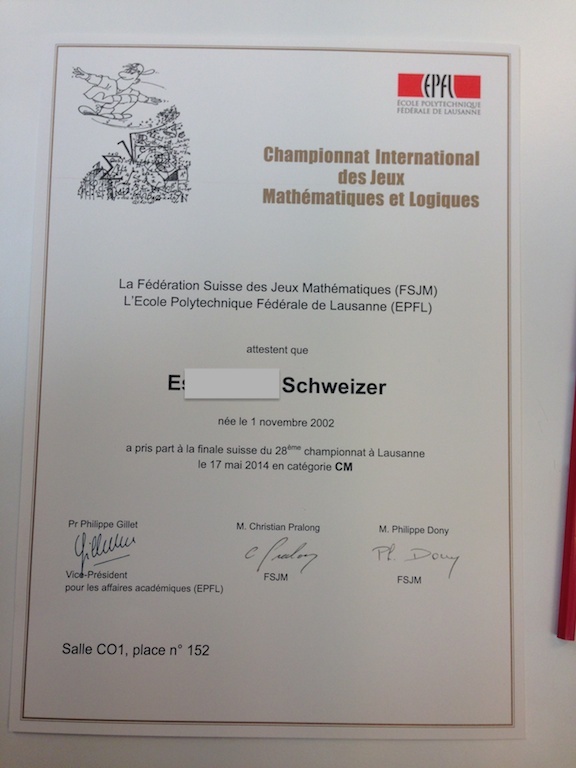 EPFL
ÉCOLE POLYTECHNIQUE
FÉDÉRALE DE LAUSANNE
Championnat International
des Jeux
Mathématiques et Logiques
La Fédération Suisse des Jeux Mathématiques (FSJM)
L'Ecole Polytechnique Fédérale de Lausanne (EPFL)
attestent que
Schweizer
née le 1 novembre 2002
a pris part à la finale suisse du 28ème championnat à Lausanne
le 17 mai 2014 en catégorie CM
Pr Philippe Gillet
M. Christian Pralong
M. Philippe Dony
Ph. Dony
Vice-Président
pour les affaires académiques (EPFL)
FSJM
FSJM
Salle CO1, place n° 152